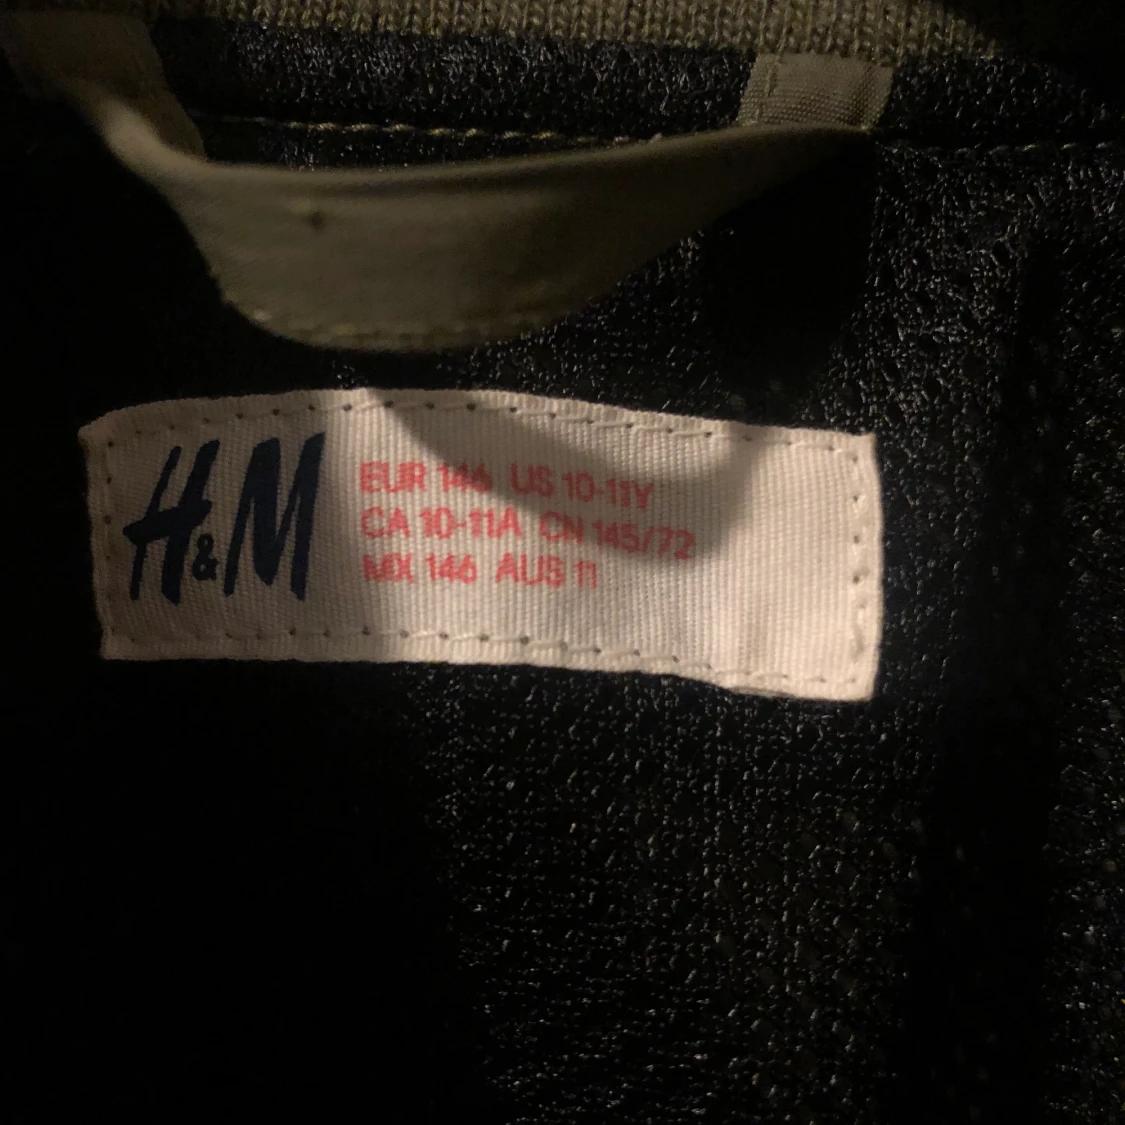 H&M
EUR 146 US 10-11Y
CA 10-11A CN 145/72
MX 146 AUS 11